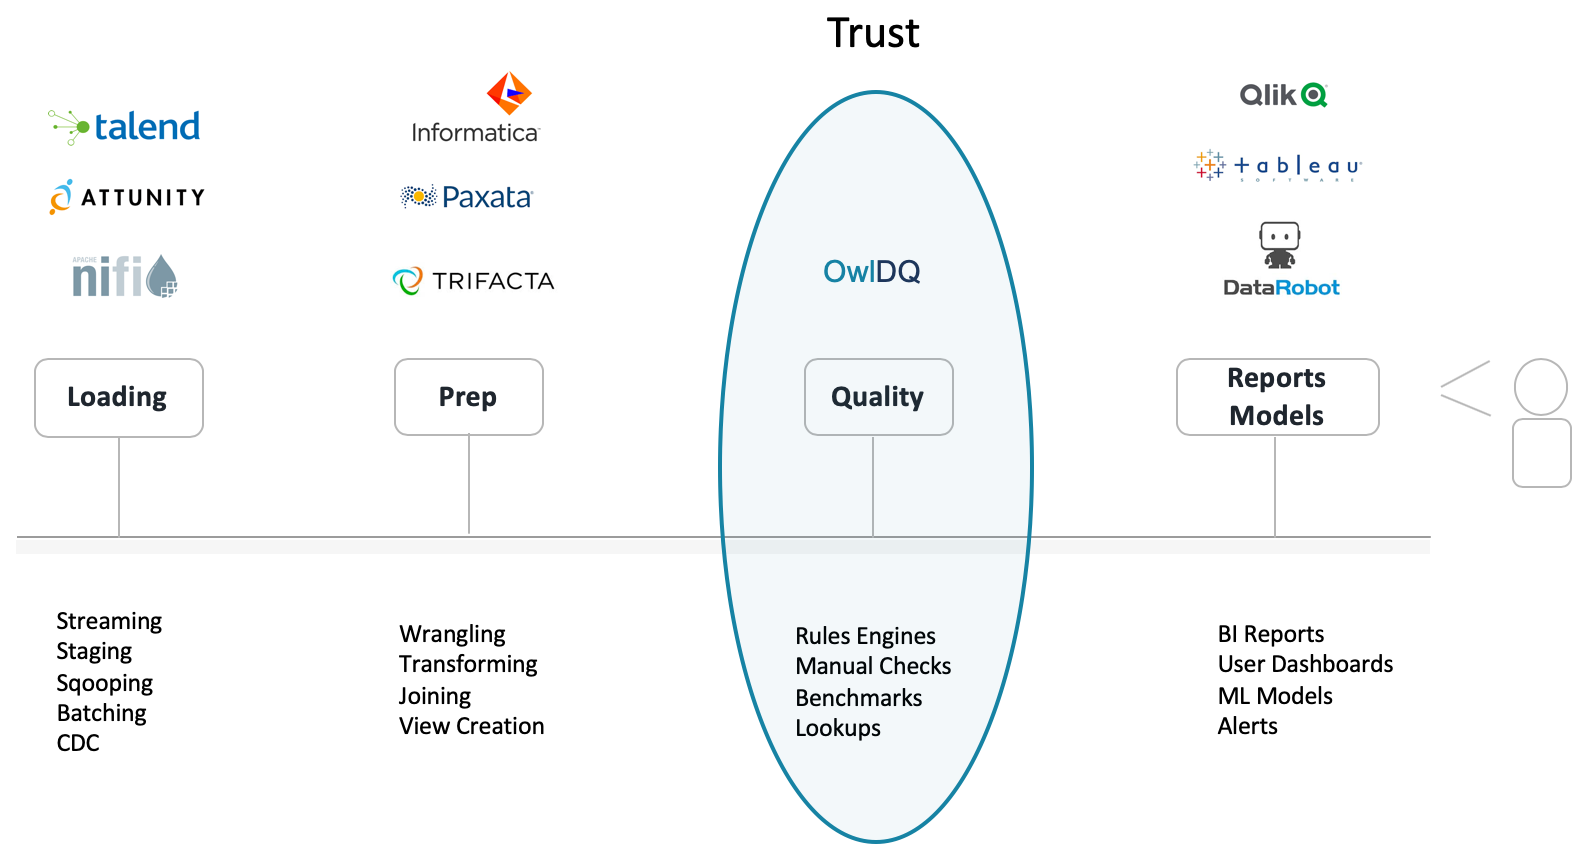 Trust
talend
ATTUNITY
APACHE
nifi
Informatica
Paxata
TRIFACTA
OwlDQ
Qlik
+ableau
SOFTWARE
DataRobot
Loading
Prep
Quality
Reports
Models
Streaming
Staging
Sqooping
Batching
CDC
Wrangling
Transforming
Joining
View Creation
Rules Engines
Manual Checks
Benchmarks
Lookups
BI Reports
User Dashboards
ML Models
Alerts